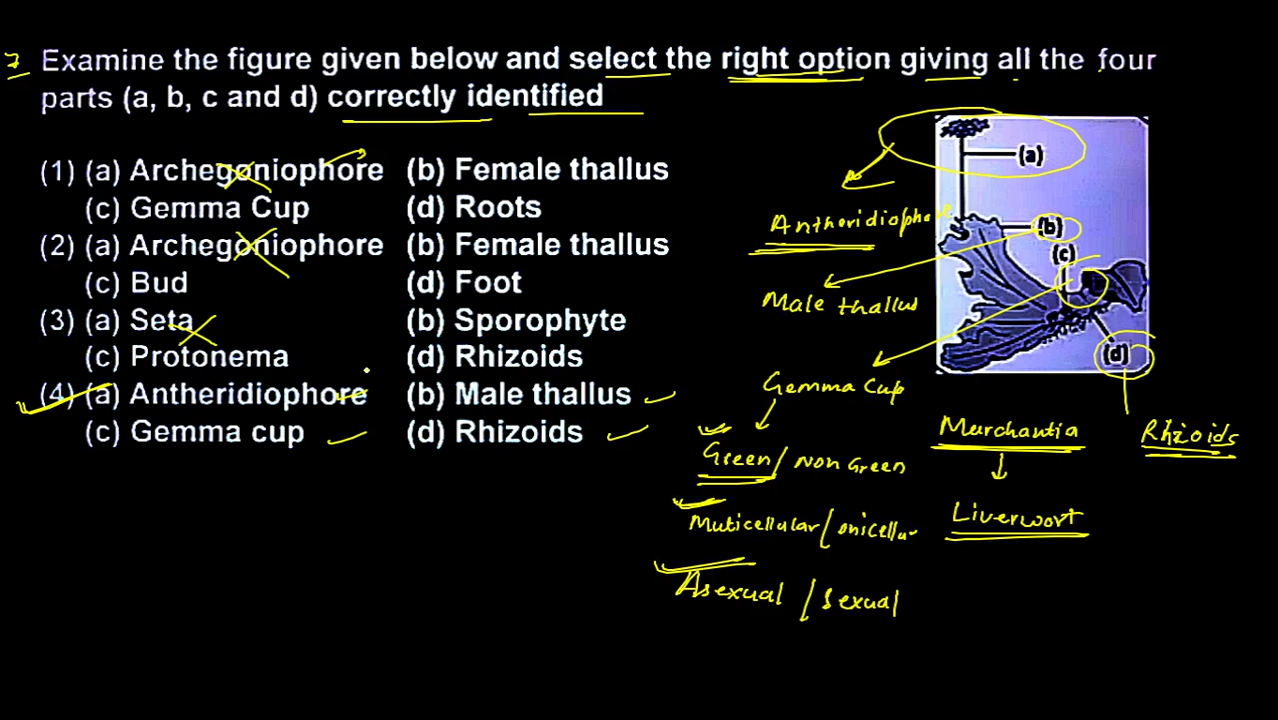 7 Examine the figure given below and select the right option giving all the four
parts (a, b, c and d) correctly identified
(1) (a) Archegoniophore (b) Female thallus
(c) Gemma Cup (d) Roots
(2) (a) Archegoniophore (b) Female thallus
(c) Bud (d) Foot
(3) (a) Seta (b) Sporophyte
(c) Protonema (d) Rhizoids
(4) (a) Antheridiophore (b) Male thallus
(c) Gemma cup (d) Rhizoids
(a)
(b)
(c)
(d)
Antheridiophore
Male thallus
Gemma Cup
Green / Non Green
Muticellular / onicellur
Asexual / Sexual
Marchantia
Liverwort
Rhizoids